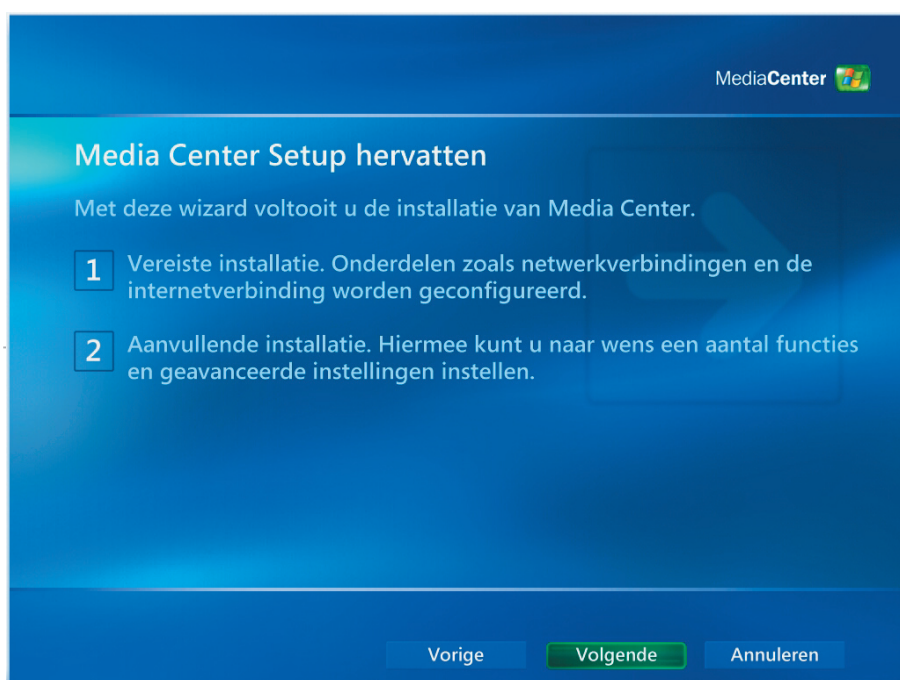 MediaCenter
Media Center Setup hervatten
Met deze wizard voltooit u de installatie van Media Center.
1 Vereiste installatie. Onderdelen zoals netwerkverbindingen en de
internetverbinding worden geconfigureerd.
2 Aanvullende installatie. Hiermee kunt u naar wens een aantal functies
en geavanceerde instellingen instellen.
Vorige Volgende Annuleren